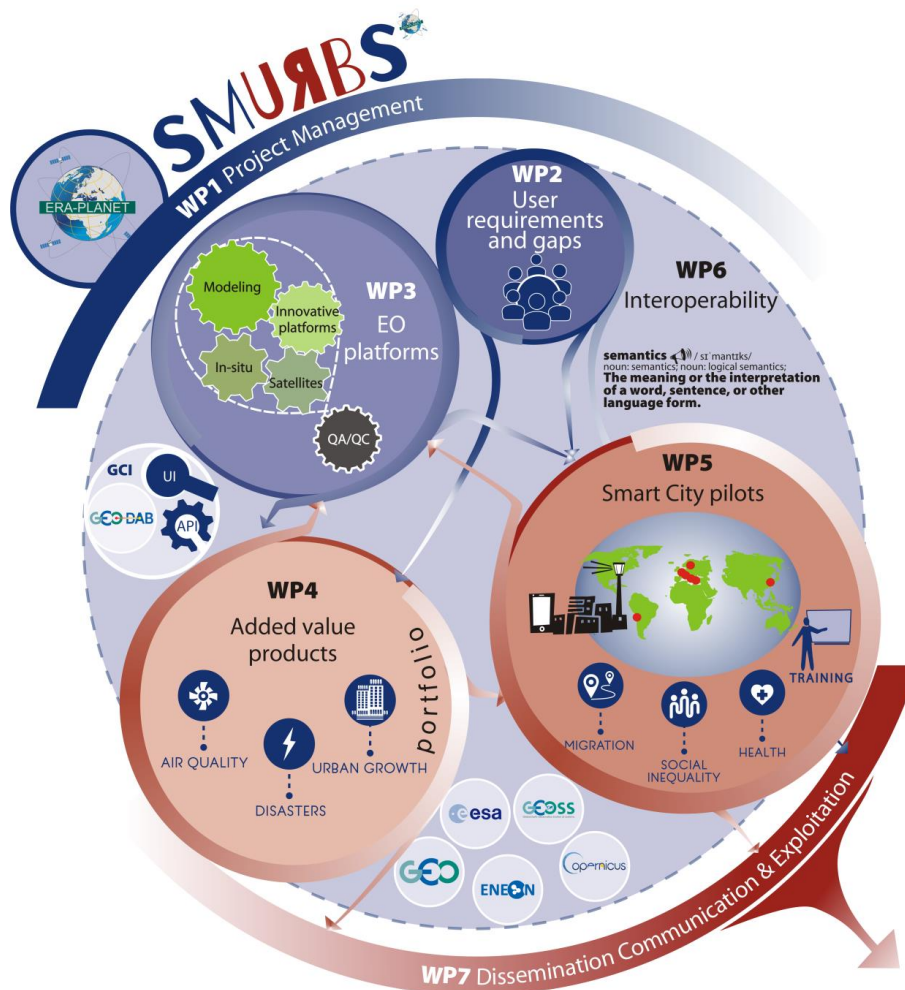 SMURBS
WP1 Project Management
ERA-PLANET
WP2
User
requirements
and gaps
WP3
EO
platforms
Modeling
Innovative
platforms
In-situ
Satellites
QA/QC
WP6
Interoperability
semantics / sɪˈmantɪks/
noun: semantics; noun: logical semantics;
The meaning or the interpretation
of a word, sentence, or other
language form.
GCI
UI
GEO DAB
API
WP5
Smart City pilots
TRAINING
MIGRATION
SOCIAL
INEQUALITY
HEALTH
WP4
Added value
products
portfolio
AIR QUALITY
DISASTERS
URBAN GROWTH
esa
GEOSS
GEO
ENEON
Copernicus
WP7 Dissemination Communication & Exploitation